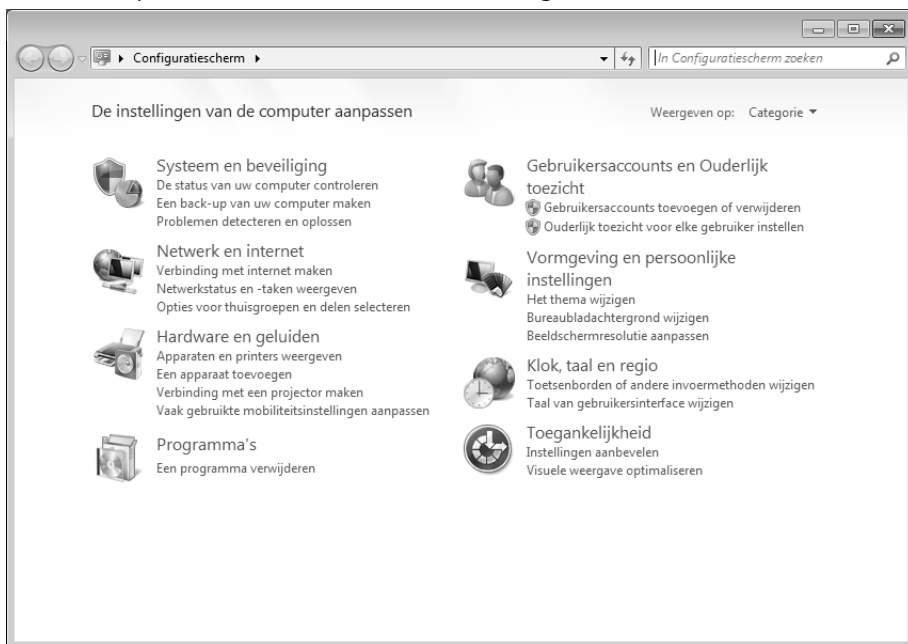 Configuratiescherm
In Configuratiescherm zoeken
De instellingen van de computer aanpassen
Weergeven op: Categorie
Systeem en beveiliging
De status van uw computer controleren
Een back-up van uw computer maken
Problemen detecteren en oplossen
Netwerk en internet
Verbinding met internet maken
Netwerkstatus en -taken weergeven
Opties voor thuisgroepen en delen selecteren
Hardware en geluiden
Apparaten en printers weergeven
Een apparaat toevoegen
Verbinding met een projector maken
Vaak gebruikte mobiliteitsinstellingen aanpassen
Programma's
Een programma verwijderen
Gebruikersaccounts en Ouderlijk
toezicht
Gebruikersaccounts toevoegen of verwijderen
Ouderlijk toezicht voor elke gebruiker instellen
Vormgeving en persoonlijke
instellingen
Het thema wijzigen
Bureaubladachtergrond wijzigen
Beeldschermresolutie aanpassen
Klok, taal en regio
Toetsenborden of andere invoermethoden wijzigen
Taal van gebruikersinterface wijzigen
Toegankelijkheid
Instellingen aanbevelen
Visuele weergave optimaliseren